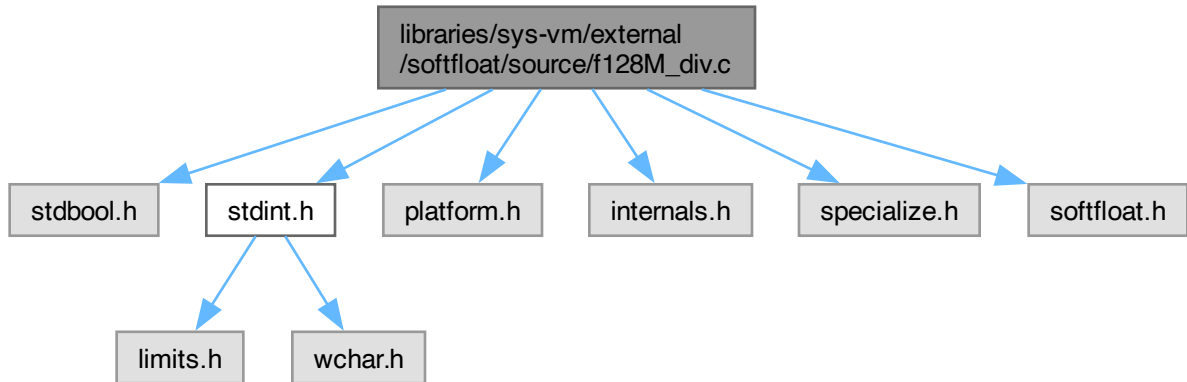 libraries/sys-vm/external
/softfloat/source/f128M_div.c
stdbool.h
stdint.h
platform.h
internals.h
specialize.h
softfloat.h
limits.h
wchar.h